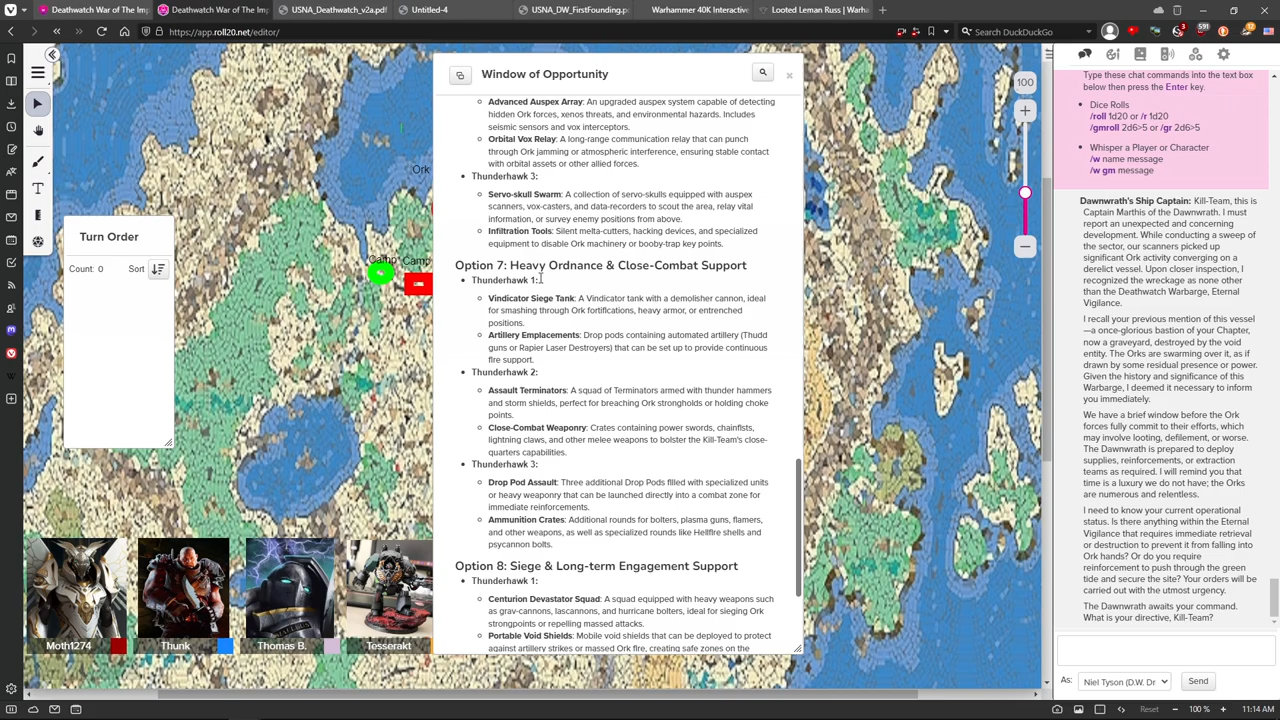 Deathwatch War of The Imp
Deathwatch War of The Imp
USNA_Deathwatch_v2a.pdf
Untitled-4
USNA_DW_FirstFounding.p
Warhammer 40K Interactive
Looted Leman Russ | Warha
https://app.roll20.net/editor/
Search DuckDuckGo
Window of Opportunity
Advanced Auspex Array: An upgraded auspex system capable of detecting
hidden Ork forces, xenos threats, and environmental hazards. Includes
seismic sensors and vox interceptors.
Orbital Vox Relay: A long-range communication relay that can punch
through Ork jamming or atmospheric interference, ensuring stable contact
with orbital assets or other allied forces.
Thunderhawk 3:
Servo-skull Swarm: A collection of servo-skulls equipped with auspex
scanners, vox-casters, and data-recorders to scout the area, relay vital
information, or survey enemy positions from above.
Infiltration Tools: Silent melta-cutters, hacking devices, and specialized
equipment to disable Ork machinery or booby-trap key points.
Option 7: Heavy Ordnance & Close-Combat Support
Thunderhawk 1:
Vindicator Siege Tank: A Vindicator tank with a demolisher cannon, ideal
for smashing through Ork fortifications, heavy armor, or entrenched
positions.
Artillery Emplacements: Drop pods containing automated artillery (Thudd
guns or Rapier Laser Destroyers) that can be set up to provide continuous
fire support.
Thunderhawk 2:
Assault Terminators: A squad of Terminators armed with thunder hammers
and storm shields, perfect for breaching Ork strongholds or holding choke
points.
Close-Combat Weaponry: Crates containing power swords, chainfists,
lightning claws, and other melee weapons to bolster the Kill-Team's close-
quarters capabilities.
Thunderhawk 3:
Drop Pod Assault: Three additional Drop Pods filled with specialized units
or heavy weaponry that can be launched directly into a combat zone for
immediate reinforcements.
Ammunition Crates: Additional rounds for bolters, plasma guns, flamers,
and other weapons, as well as specialized rounds like Hellfire shells and
psycannon bolts.
Option 8: Siege & Long-term Engagement Support
Thunderhawk 1:
Centurion Devastator Squad: A squad equipped with heavy weapons such
as grav-cannons, lascannons, and hurricane bolters, ideal for sieging Ork
strongpoints or repelling massed attacks.
Portable Void Shields: Mobile void shields that can be deployed to protect
against artillery strikes or massed Ork fire, creating safe zones on the
Turn Order
Count: 0
Sort
Ork
Camp
Camp
Moth1274
Thunk
Thomas B.
Tesserakt
100
Type these chat commands into the text box
below then press the Enter key.
Dice Rolls
/roll 1d20 or /r 1d20
/gmroll 2d6>5 or /gr 2d6>5
Whisper a Player or Character
/w name message
/w gm message
Dawnwrath's Ship Captain: Kill-Team, this is
Captain Marthis of the Dawnwrath. I must
report an unexpected and concerning
development. While conducting a sweep of
the sector, our scanners picked up
significant Ork activity converging on a
derelict vessel. Upon closer inspection, I
recognized the wreckage as none other
than the Deathwatch Warbarge, Eternal
Vigilance.
I recall your previous mention of this vessel
—a once-glorious bastion of your Chapter,
now a graveyard, destroyed by the void
entity. The Orks are swarming over it, as if
drawn by some residual presence or power.
Given the history and significance of this
Warbarge, I deemed it necessary to inform
you immediately.
We have a brief window before the Ork
forces fully commit to their efforts, which
may involve looting, defilement, or worse.
The Dawnwrath is prepared to deploy
supplies, reinforcements, or extraction
teams as required. I will remind you that
time is a luxury we do not have; the Orks
are numerous and relentless.
I need to know your current operational
status. Is there anything within the Eternal
Vigilance that requires immediate retrieval
or destruction to prevent it from falling into
Ork hands? Or do you require
reinforcement to push through the green
tide and secure the site? Your orders will be
carried out with the utmost urgency.
The Dawnwrath awaits your command.
What is your directive, Kill-Team?
As:
Niel Tyson (D.W. Dr
Send
Reset
100 %
11:14 AM